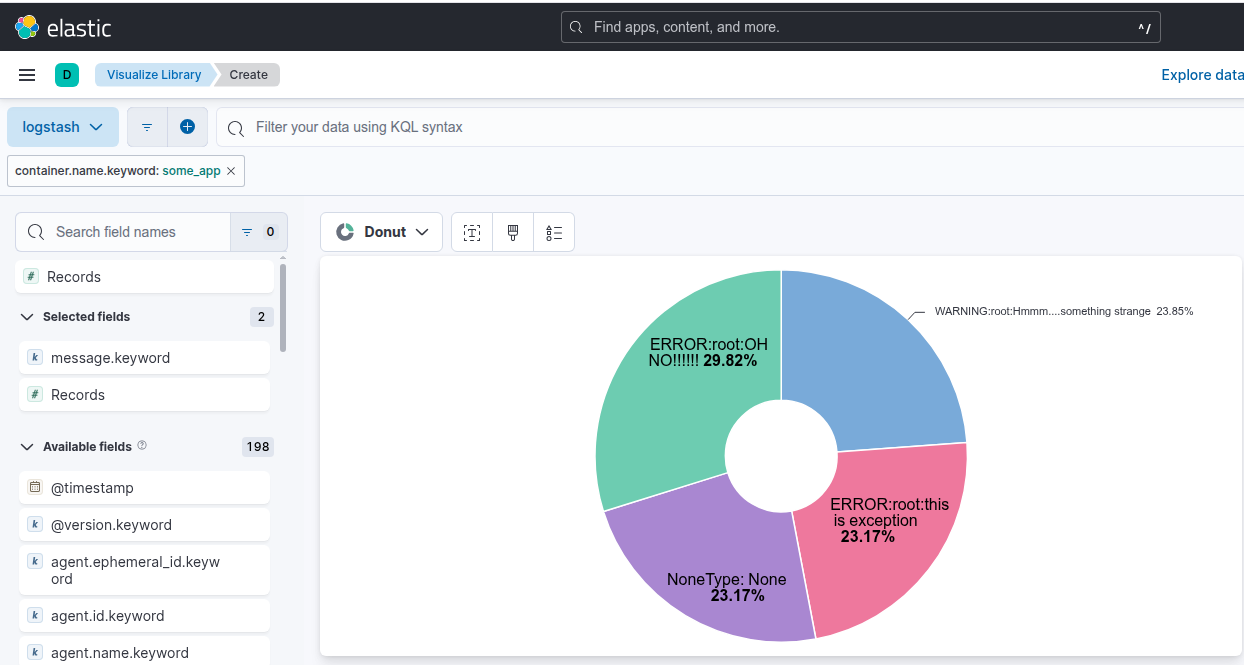 elastic
Find apps, content, and more.
^/
D
Visualize Library
Create
Explore data
logstash
Filter your data using KQL syntax
container.name.keyword: some_app ×
Search field names
0
# Records
Selected fields
2
k message.keyword
# Records
Available fields ?
198
@timestamp
k @version.keyword
k agent.ephemeral_id.keyw
ord
k agent.id.keyword
k agent.name.keyword
Donut
T
WARNING:root:Hmmm....something strange 23.85%
ERROR:root:OH
NO!!!!!! 29.82%
ERROR:root:this
is exception
23.17%
NoneType: None
23.17%